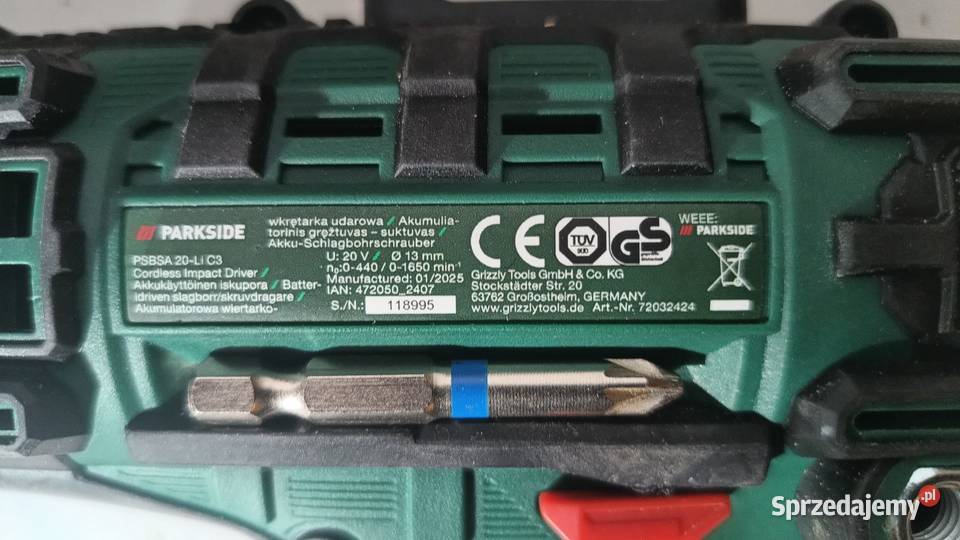 PARKSIDE
PSBSA 20-Li C3
Cordless Impact Driver /
Akkukäyttöinen iskupora / Batter-
idriven slagborr/skruvdragare /
Akumulatorowa wiertarko-
wkrętarka udarowa / Akumulia-
torinis gręžtuvas - suktuvas /
Akku-Schlagbohrschrauber
U: 20 V / Ø 13 mm
n₀:0-440 / 0-1650 min⁻¹
Manufactured: 01/2025
IAN: 472050_2407
S./N.: 118995
CE
TÜV
SÜD
GS
Grizzly Tools GmbH & Co. KG
Stockstädter Str. 20
63762 Großostheim, GERMANY
www.grizzlytools.de Art.-Nr. 72032424
WEEE:
PARKSIDE
Sprzedajemy.pl